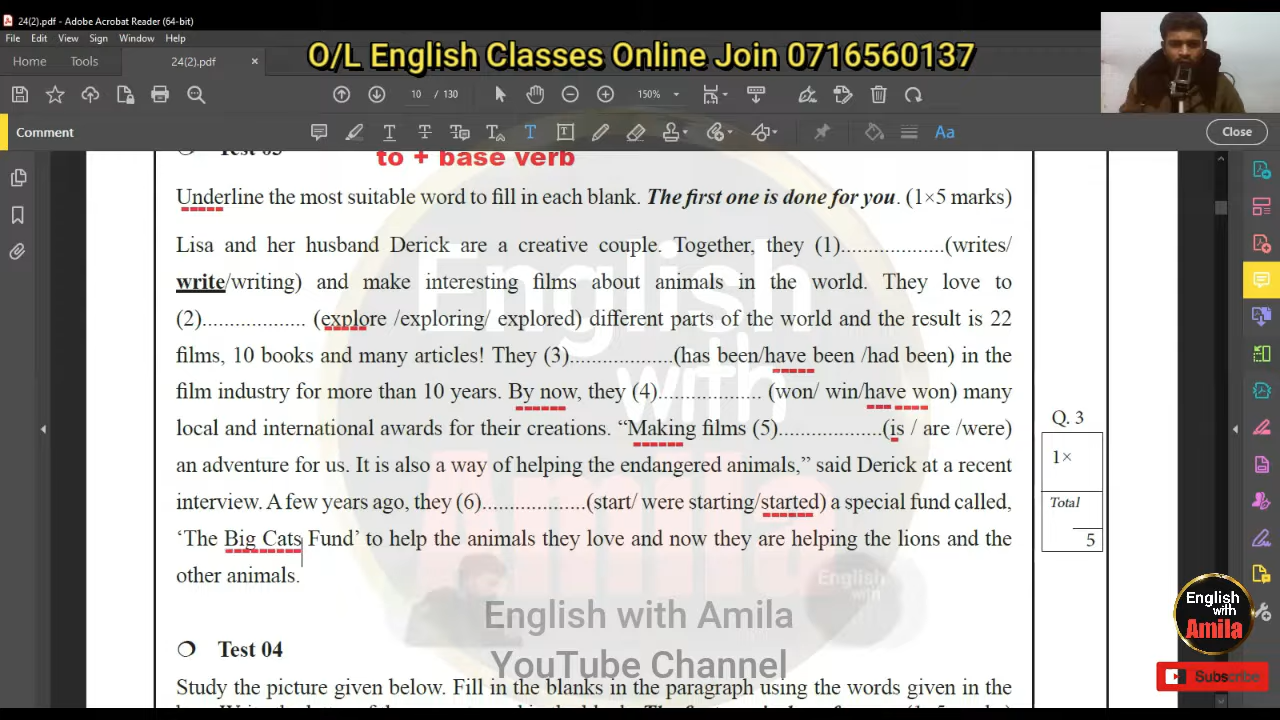 24(2).pdf - Adobe Acrobat Reader (64-bit)
File Edit View Sign Window Help
O/L English Classes Online Join 0716560137
Home Tools 24(2).pdf ×
10 / 130 150%
Comment Close
Test 03
to + base verb
Underline the most suitable word to fill in each blank. The first one is done for you. (1×5 marks)
Lisa and her husband Derick are a creative couple. Together, they (1)...................(writes/
write/writing) and make interesting films about animals in the world. They love to
(2)................... (explore /exploring/ explored) different parts of the world and the result is 22
films, 10 books and many articles! They (3)...................(has been/have been /had been) in the
film industry for more than 10 years. By now, they (4)................... (won/ win/have won) many
local and international awards for their creations. “Making films (5)...................(is / are /were)
an adventure for us. It is also a way of helping the endangered animals,” said Derick at a recent
interview. A few years ago, they (6)...................(start/ were starting/started) a special fund called,
‘The Big Cats Fund’ to help the animals they love and now they are helping the lions and the
other animals.
Q. 3
1×
Total
5
English with Amila
English with Amila
YouTube Channel
English with
English with Amila
Subscribe
Test 04
Study the picture given below. Fill in the blanks in the paragraph using the words given in the